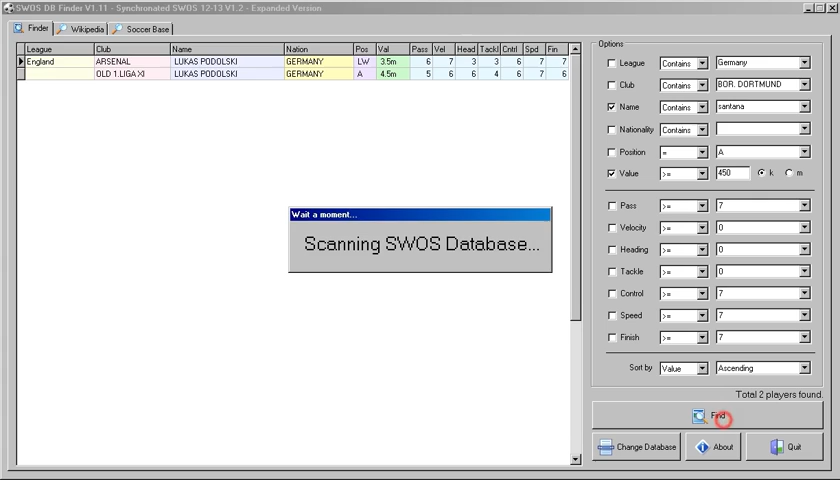 SWOS DB Finder V1.11 - Synchronated SWOS 12-13 V1.2 - Expanded Version
Finder Wikipedia Soccer Base
League Club Name Nation Pos Val Pass Vel Head Tackl Cntrl Spd Fin
England ARSENAL LUKAS PODOLSKI GERMANY LW 3.5m 6 7 3 3 6 7 7
OLD 1.LIGA XI LUKAS PODOLSKI GERMANY A 4.5m 5 6 6 4 6 7 6
Wait a moment...
Scanning SWOS Database...
Options
League Contains Germany
Club Contains BOR. DORTMUND
Name Contains santana
Nationality Contains
Position = A
Value >= 450 k m
Pass >= 7
Velocity >= 0
Heading >= 0
Tackle >= 0
Control >= 7
Speed >= 7
Finish >= 7
Sort by Value Ascending
Total 2 players found.
Find
Change Database About Quit